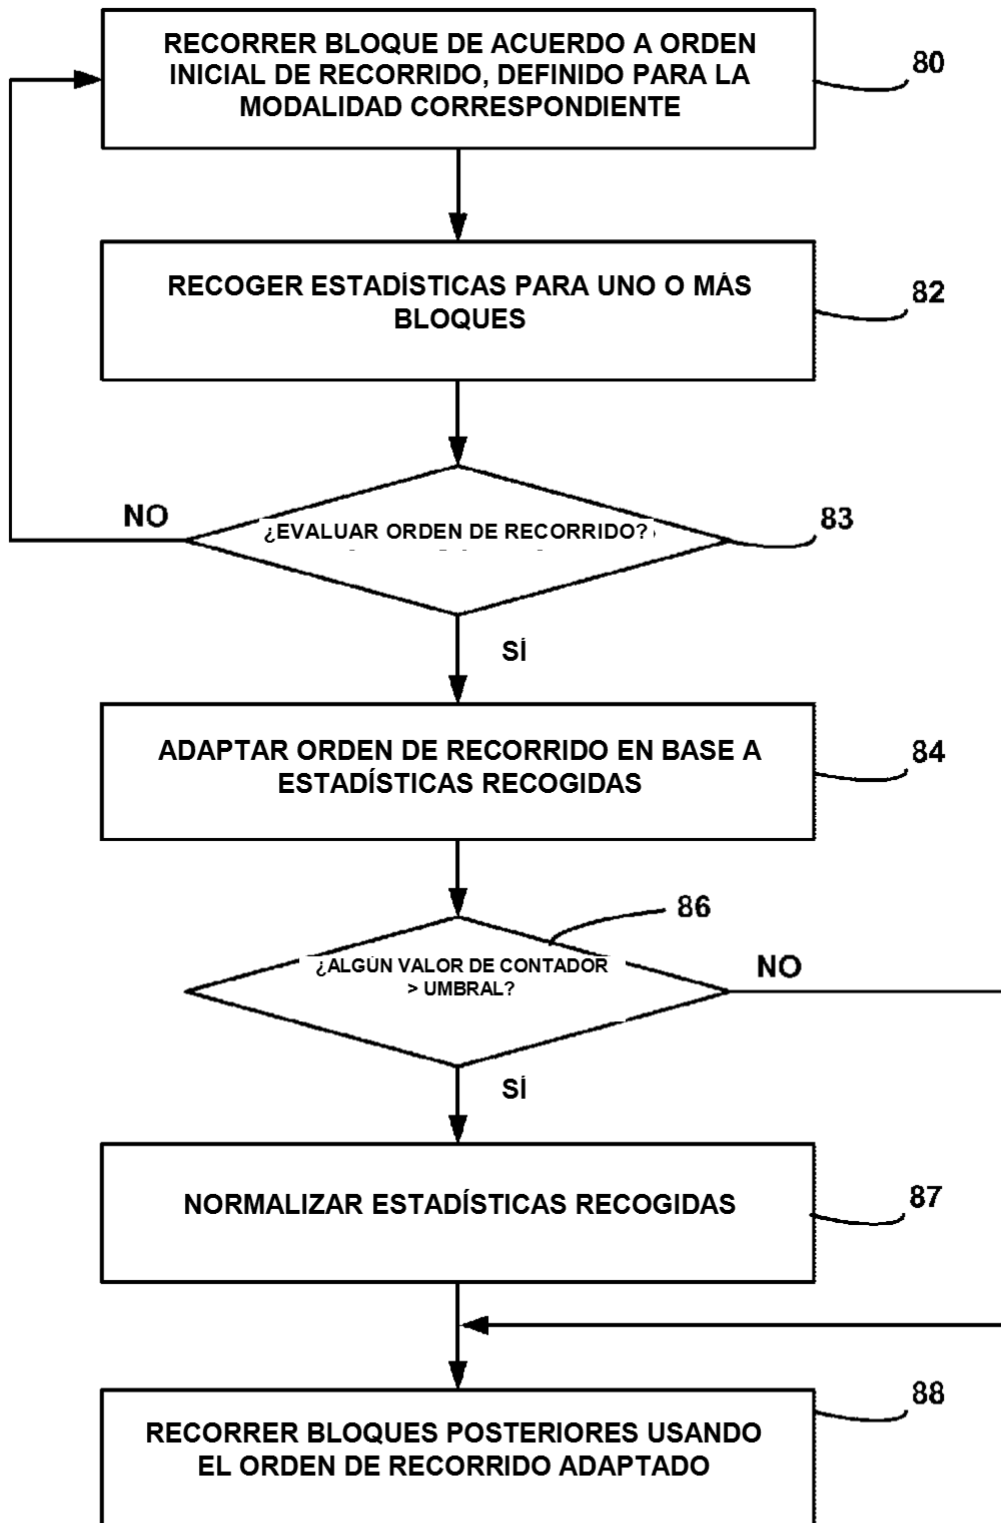 RECORRER BLOQUE DE ACUERDO A ORDEN
INICIAL DE RECORRIDO, DEFINIDO PARA LA
MODALIDAD CORRESPONDIENTE
80
RECOGER ESTADÍSTICAS PARA UNO O MÁS
BLOQUES
82
NO
¿EVALUAR ORDEN DE RECORRIDO?
83
SÍ
ADAPTAR ORDEN DE RECORRIDO EN BASE A
ESTADÍSTICAS RECOGIDAS
84
86
¿ALGÚN VALOR DE CONTADOR
> UMBRAL?
NO
SÍ
NORMALIZAR ESTADÍSTICAS RECOGIDAS
87
88
RECORRER BLOQUES POSTERIORES USANDO
EL ORDEN DE RECORRIDO ADAPTADO